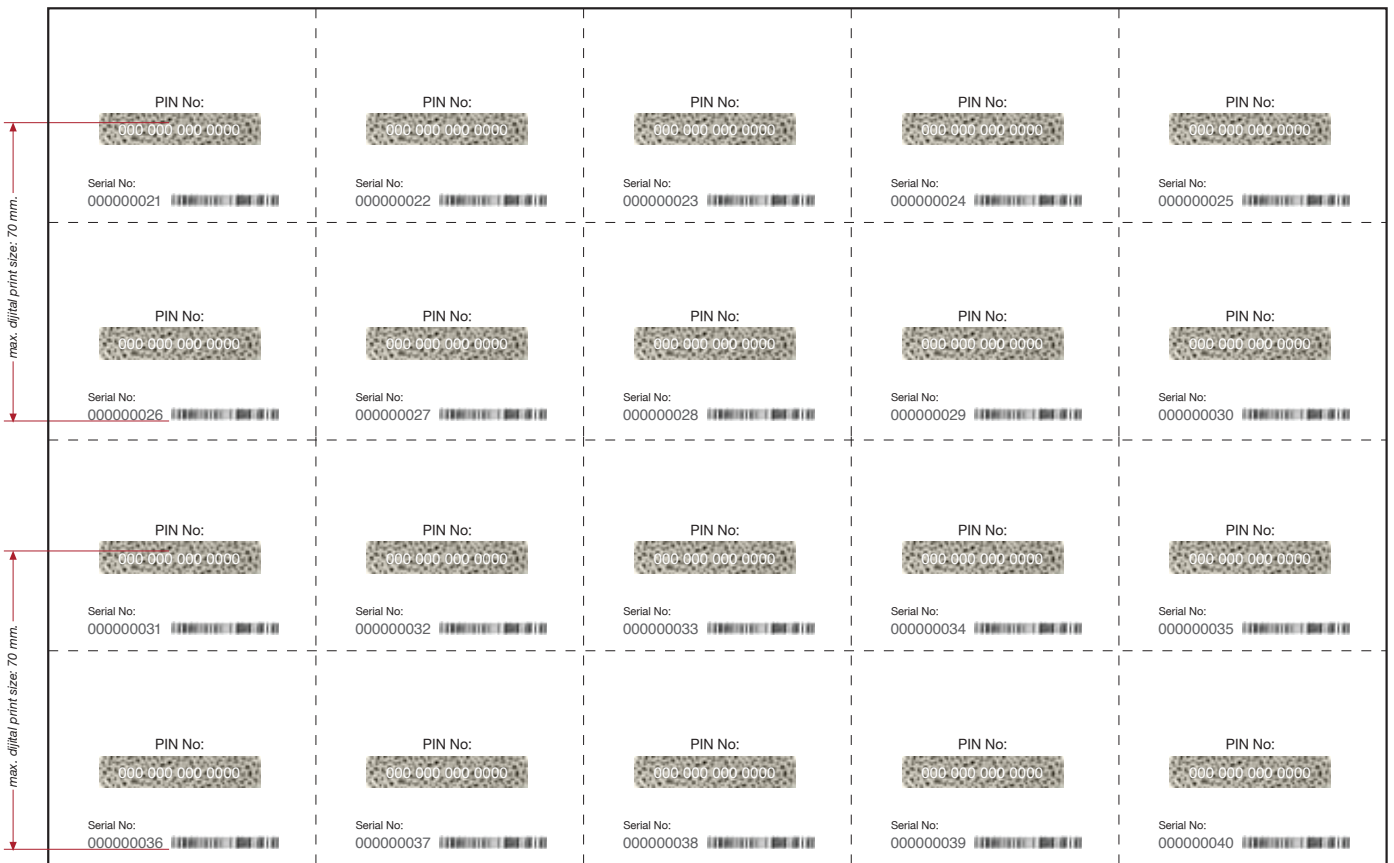 PIN No: PIN No: PIN No: PIN No: PIN No:
000 000 000 0000 000 000 000 0000 000 000 000 0000 000 000 000 0000 000 000 000 0000
Serial No: Serial No: Serial No: Serial No: Serial No:
000000021 000000022 000000023 000000024 000000025
max. dijital print size: 70 mm.
PIN No: PIN No: PIN No: PIN No: PIN No:
000 000 000 0000 000 000 000 0000 000 000 000 0000 000 000 000 0000 000 000 000 0000
Serial No: Serial No: Serial No: Serial No: Serial No:
000000026 000000027 000000028 000000029 000000030
PIN No: PIN No: PIN No: PIN No: PIN No:
000 000 000 0000 000 000 000 0000 000 000 000 0000 000 000 000 0000 000 000 000 0000
Serial No: Serial No: Serial No: Serial No: Serial No:
000000031 000000032 000000033 000000034 000000035
max. dijital print size: 70 mm.
PIN No: PIN No: PIN No: PIN No: PIN No:
000 000 000 0000 000 000 000 0000 000 000 000 0000 000 000 000 0000 000 000 000 0000
Serial No: Serial No: Serial No: Serial No: Serial No:
000000036 000000037 000000038 000000039 000000040